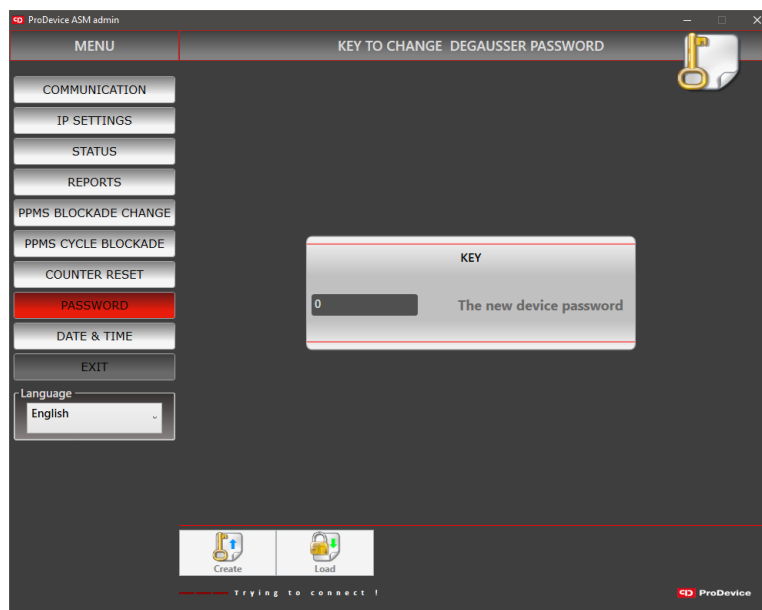 ProDevice ASM admin
MENU
KEY TO CHANGE DEGAUSSER PASSWORD
COMMUNICATION
IP SETTINGS
STATUS
REPORTS
PPMS BLOCKADE CHANGE
PPMS CYCLE BLOCKADE
COUNTER RESET
PASSWORD
DATE & TIME
EXIT
Language
English
KEY
0 The new device password
Create Load
Trying to connect !
ProDevice